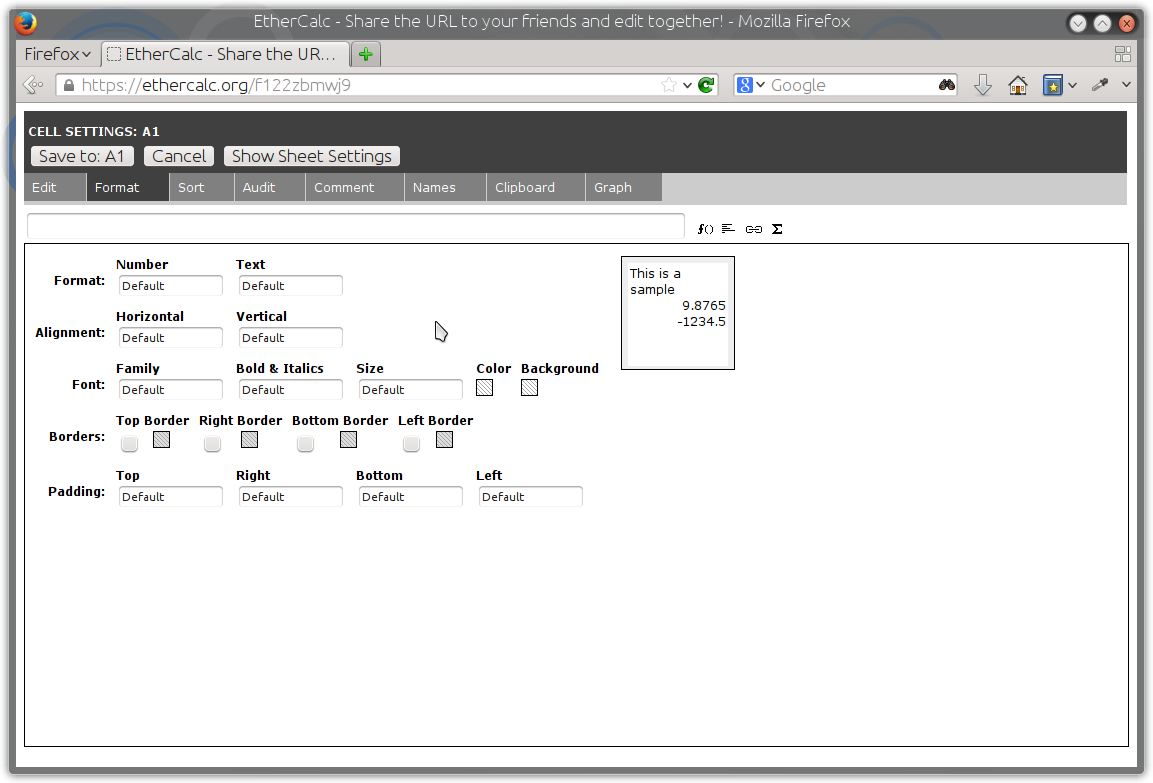 EtherCalc - Share the URL to your friends and edit together! - Mozilla Firefox
Firefox EtherCalc - Share the UR...
https://ethercalc.org/f122zbmwj9 Google
CELL SETTINGS: A1
Save to: A1 Cancel Show Sheet Settings
Edit Format Sort Audit Comment Names Clipboard Graph
f() Σ
Number Text
Format: Default Default
Horizontal Vertical
Alignment: Default Default
Family Bold & Italics Size Color Background
Font: Default Default Default
Top Border Right Border Bottom Border Left Border
Borders:
Top Right Bottom Left
Padding: Default Default Default Default
This is a
sample
9.8765
-1234.5